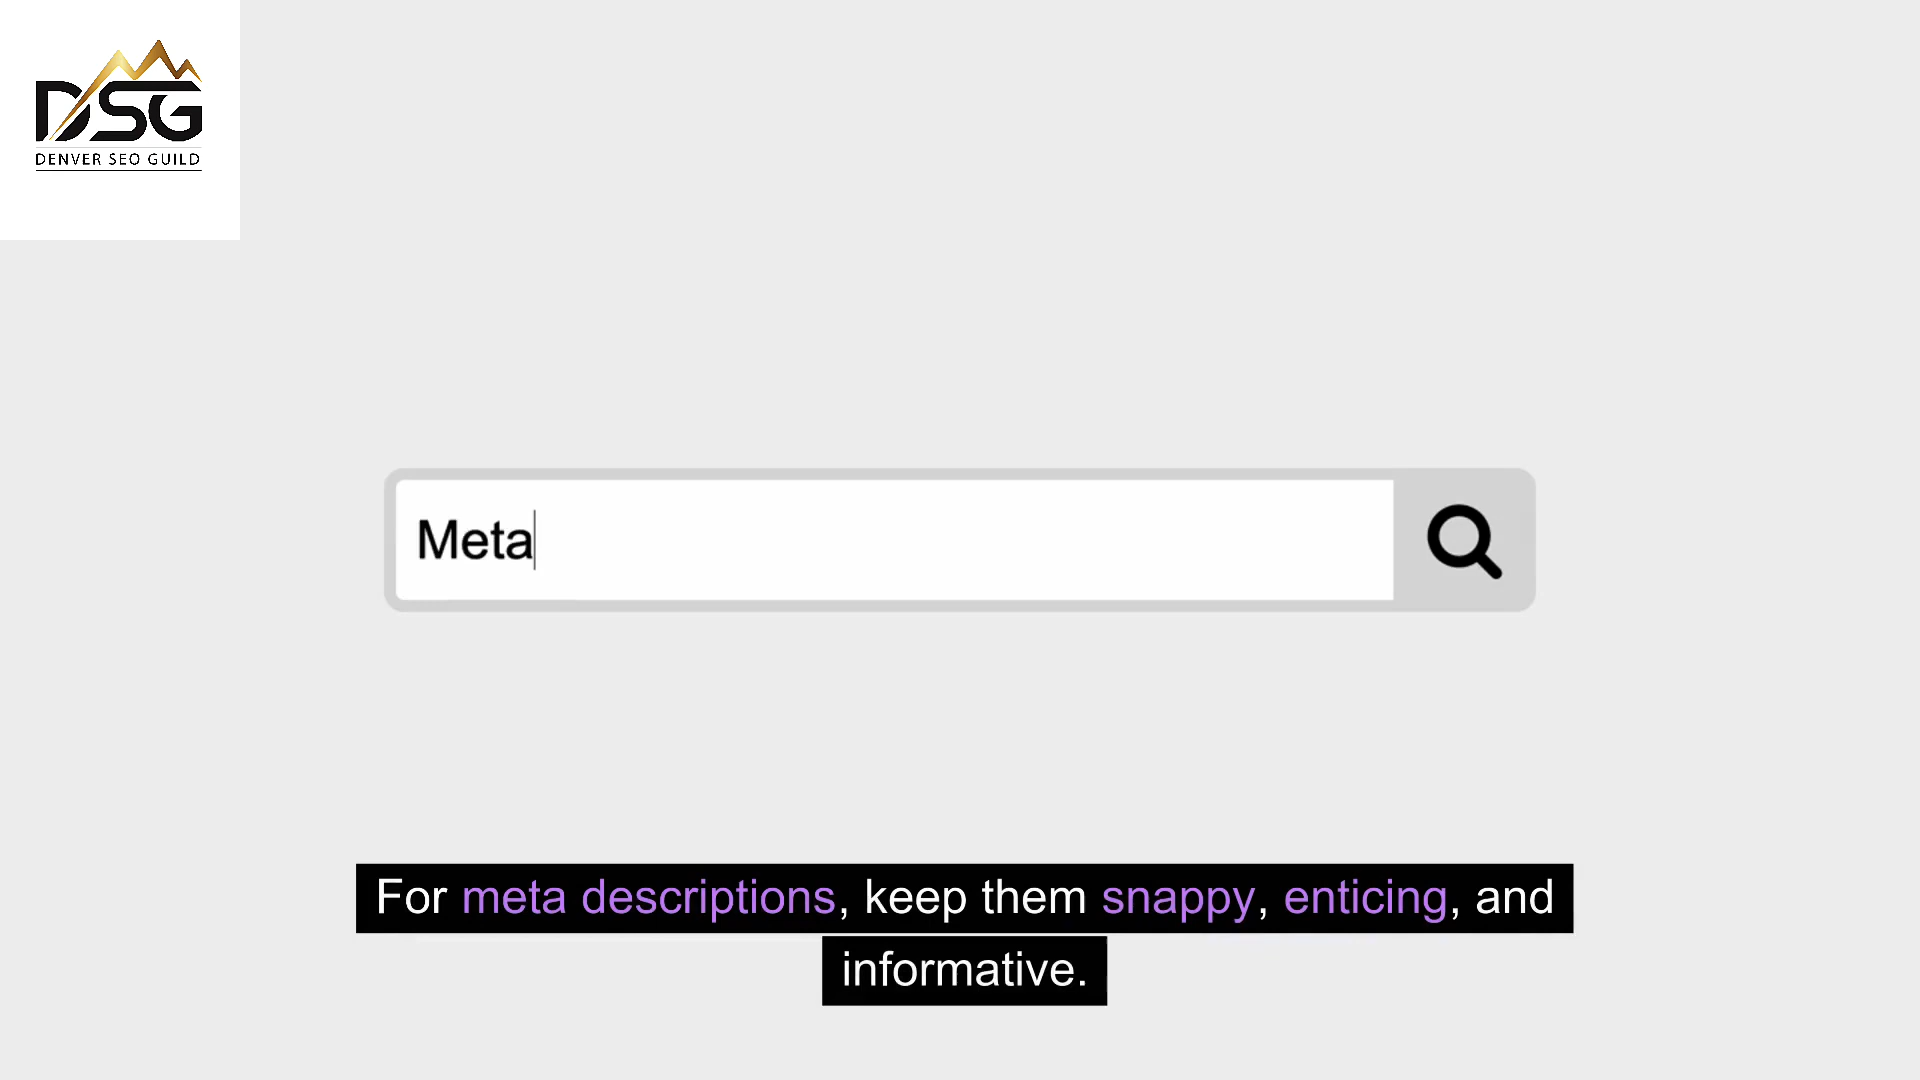 DSG
DENVER SEO GUILD
Meta
For meta descriptions, keep them snappy, enticing, and
informative.